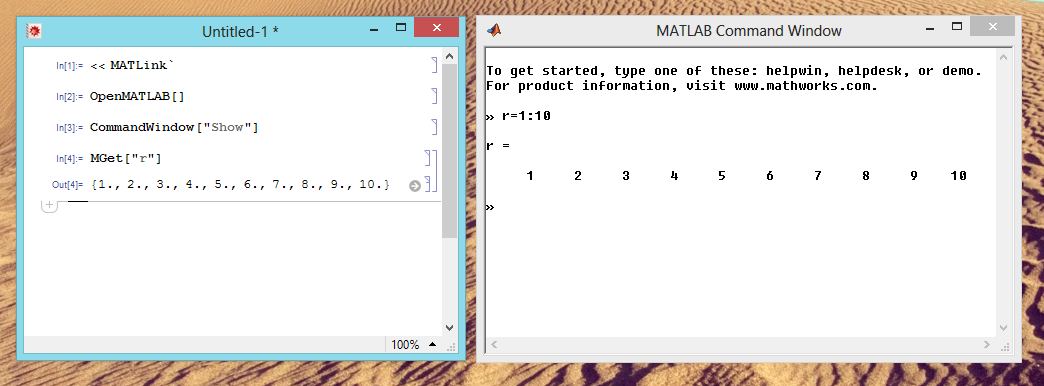 Untitled-1 *
In[1]:= << MATLink`
In[2]:= OpenMATLAB[]
In[3]:= CommandWindow["Show"]
In[4]:= MGet["r"]
Out[4]= {1., 2., 3., 4., 5., 6., 7., 8., 9., 10.}
100%
MATLAB Command Window
To get started, type one of these: helpwin, helpdesk, or demo.
For product information, visit www.mathworks.com.
» r=1:10
r =
1 2 3 4 5 6 7 8 9 10
»